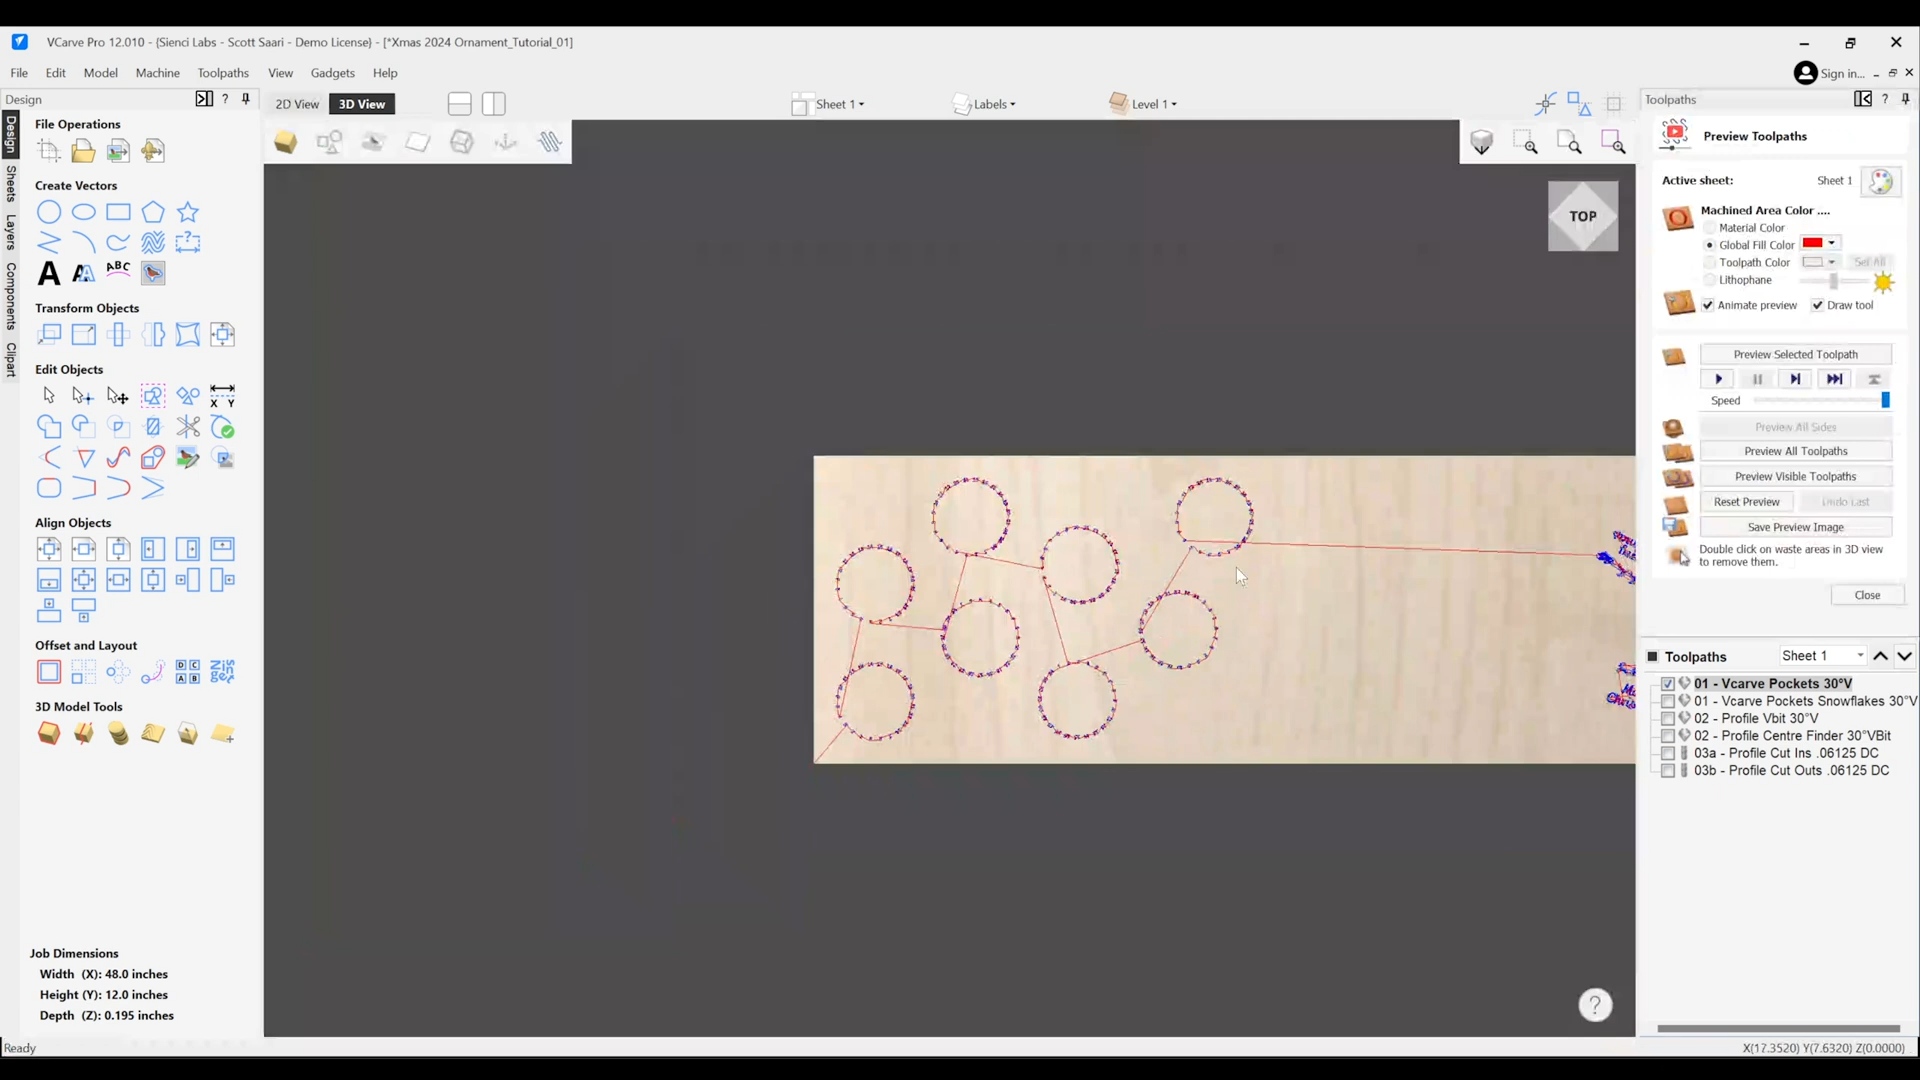 VCarve Pro 12.010 - {Sienci Labs - Scott Saari - Demo License} - [*Xmas 2024 Ornament_Tutorial_01]
File Edit Model Machine Toolpaths View Gadgets Help
Sign in...
Design ?
2D View 3D View Sheet 1 Labels Level 1
Toolpaths ?
Design
Sheets
Layers
Components
Clipart
File Operations
Create Vectors
A A ABC
Transform Objects
Edit Objects
X Y
Align Objects
Offset and Layout
D C
A B
3D Model Tools
Job Dimensions
Width (X): 48.0 inches
Height (Y): 12.0 inches
Depth (Z): 0.195 inches
Ready
TOP
?
Preview Toolpaths
Active sheet: Sheet 1
Machined Area Color ....
Material Color
Global Fill Color
Toolpath Color Set All
Lithophane
Animate preview Draw tool
Preview Selected Toolpath
Speed
Preview All Sides
Preview All Toolpaths
Preview Visible Toolpaths
Reset Preview Undo Last
Save Preview Image
Double click on waste areas in 3D view
to remove them.
Close
Toolpaths Sheet 1
01 - Vcarve Pockets 30°V
01 - Vcarve Pockets Snowflakes 30°V
02 - Profile Vbit 30°V
02 - Profile Centre Finder 30°VBit
03a - Profile Cut Ins .06125 DC
03b - Profile Cut Outs .06125 DC
X(17.3520) Y(7.6320) Z(0.0000)